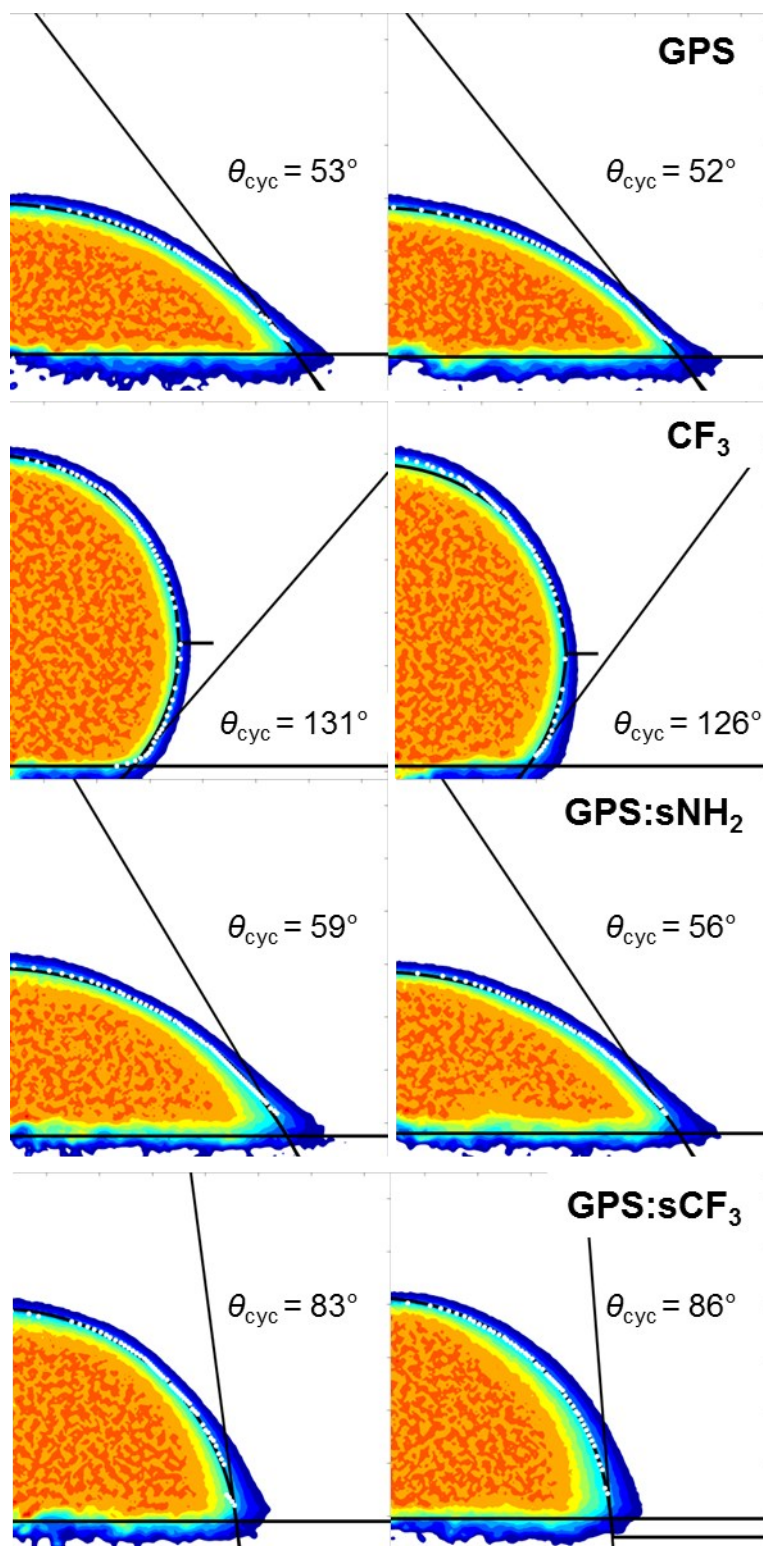 GPS
θcyc = 53°
θcyc = 52°
CF₃
θcyc = 131°
θcyc = 126°
GPS:sNH₂
θcyc = 59°
θcyc = 56°
GPS:sCF₃
θcyc = 83°
θcyc = 86°